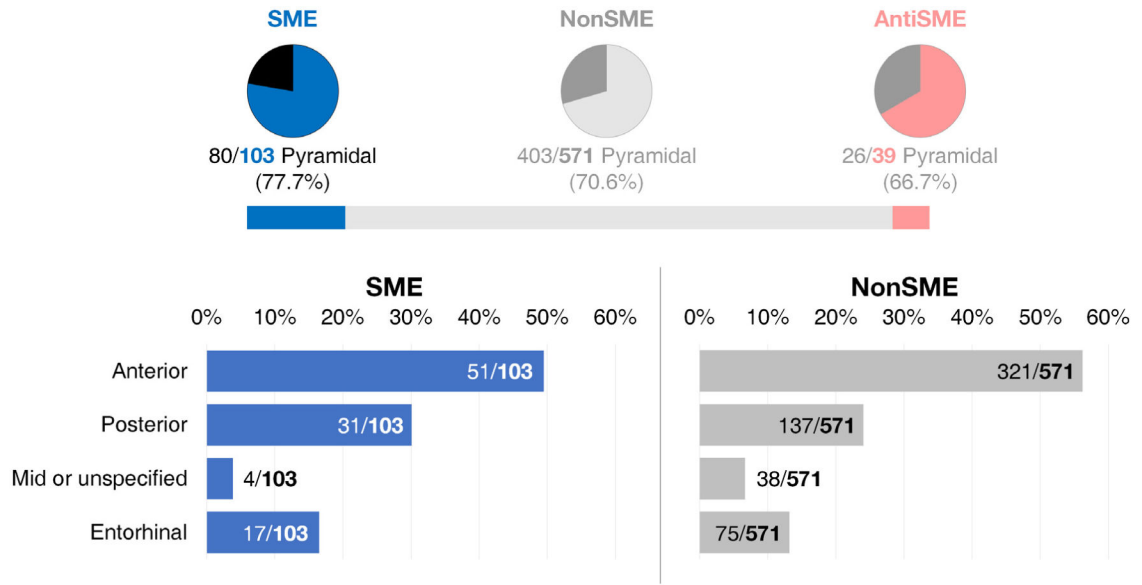 SME NonSME AntiSME
80/103 Pyramidal 403/571 Pyramidal 26/39 Pyramidal
(77.7%) (70.6%) (66.7%)
SME
0% 10% 20% 30% 40% 50% 60%
Anterior 51/103
Posterior 31/103
Mid or unspecified 4/103
Entorhinal 17/103
NonSME
0% 10% 20% 30% 40% 50% 60%
321/571
137/571
38/571
75/571